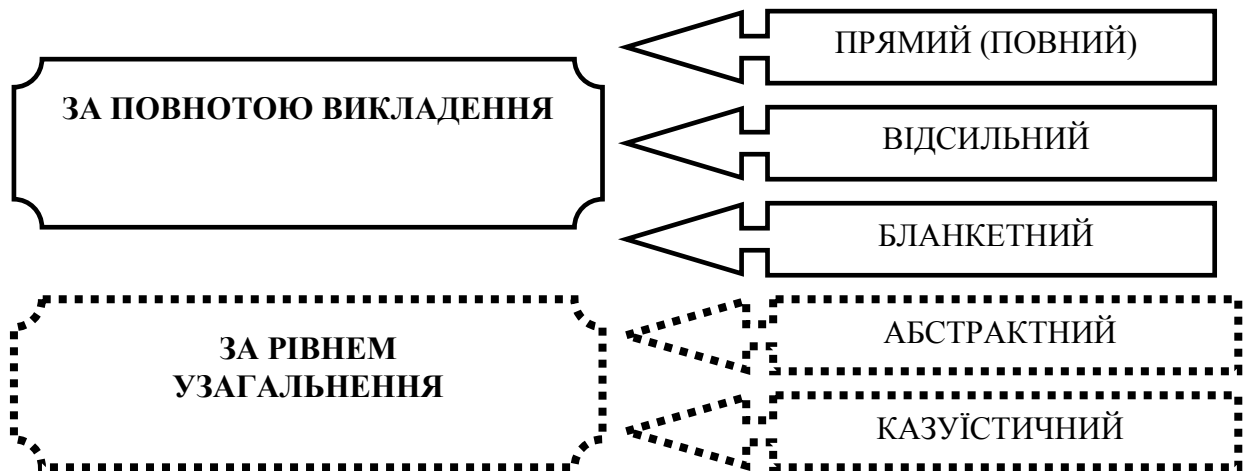 ПРЯМИЙ (ПОВНИЙ)
ЗА ПОВНОТОЮ ВИКЛАДЕННЯ
ВІДСИЛЬНИЙ
БЛАНКЕТНИЙ
АБСТРАКТНИЙ
ЗА РІВНЕМ
УЗАГАЛЬНЕННЯ
КАЗУЇСТИЧНИЙ